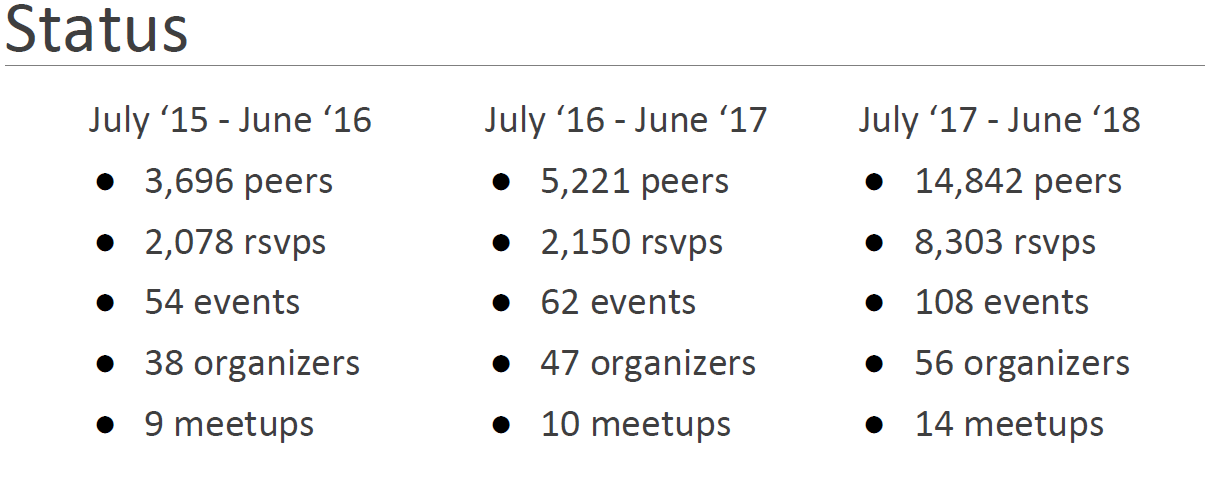 Status
July ‘15 - June ‘16
● 3,696 peers
● 2,078 rsvps
● 54 events
● 38 organizers
● 9 meetups
July ‘16 - June ‘17
● 5,221 peers
● 2,150 rsvps
● 62 events
● 47 organizers
● 10 meetups
July ‘17 - June ‘18
● 14,842 peers
● 8,303 rsvps
● 108 events
● 56 organizers
● 14 meetups